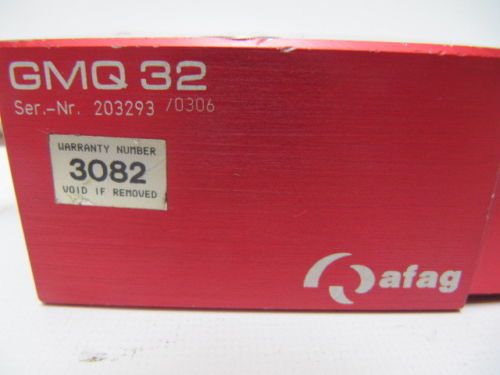 GMQ 32
Ser.-Nr. 203293 /0306
WARRANTY NUMBER
3082
VOID IF REMOVED
afag